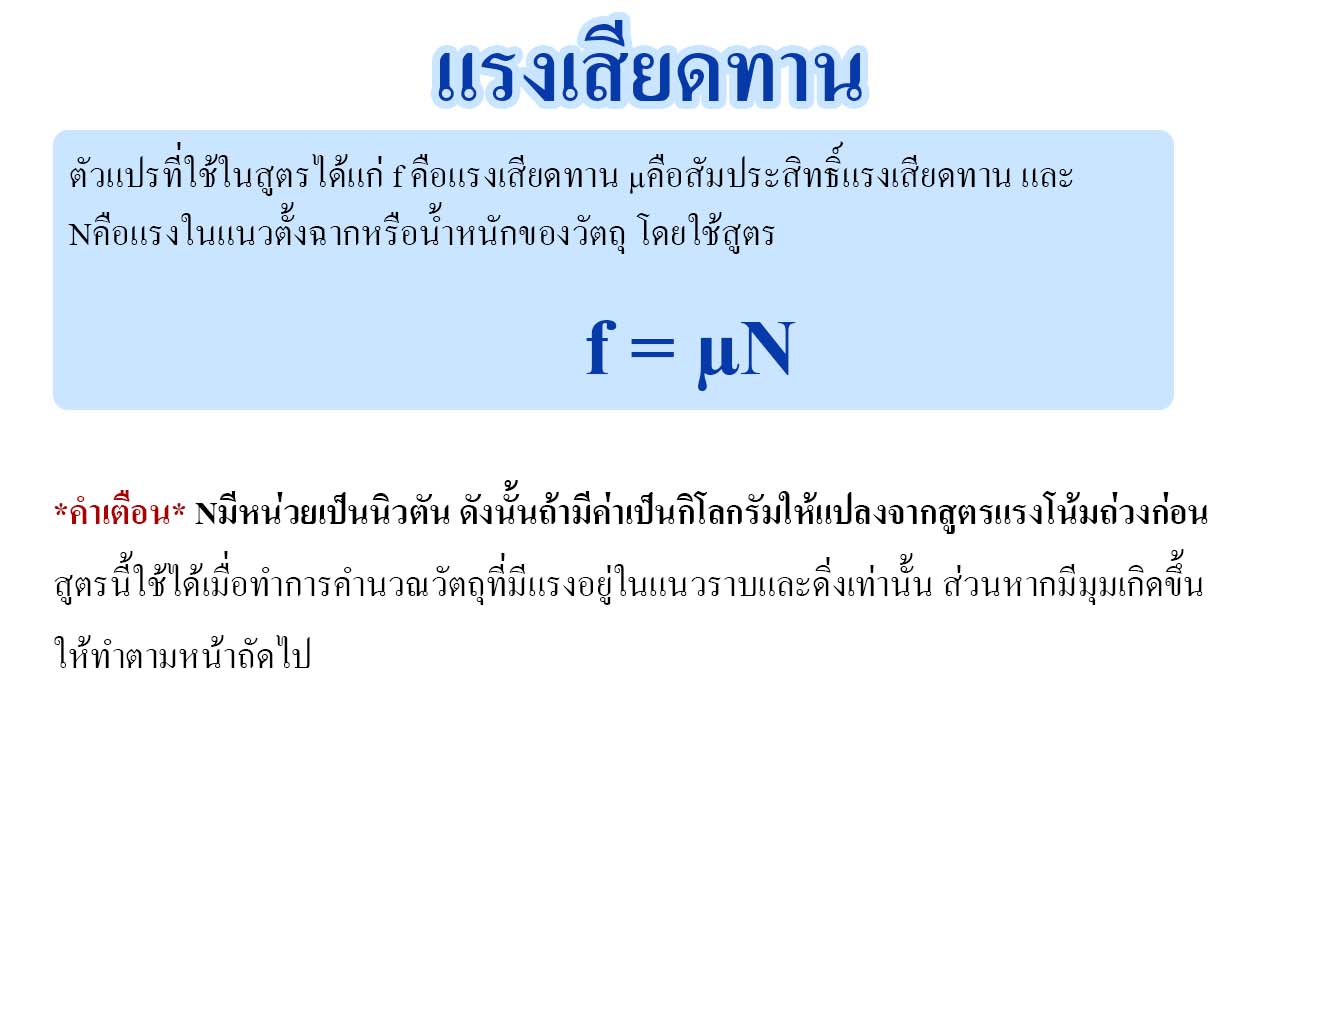 แรงเสียดทาน
ตัวแปรที่ใช้ในสูตรได้แก่ f คือแรงเสียดทาน μคือสัมประสิทธิ์แรงเสียดทาน และ
Nคือแรงในแนวตั้งฉากหรือน้ำหนักของวัตถุ โดยใช้สูตร
f = μN
*คำเตือน* Nมีหน่วยเป็นนิวตัน ดังนั้นถ้ามีค่าเป็นกิโลกรัมให้แปลงจากสูตรแรงโน้มถ่วงก่อน
สูตรนี้ใช้ได้เมื่อทำการคำนวณวัตถุที่มีแรงอยู่ในแนวราบและดิ่งเท่านั้น ส่วนหากมีมุมเกิดขึ้น
ให้ทำตามหน้าถัดไป